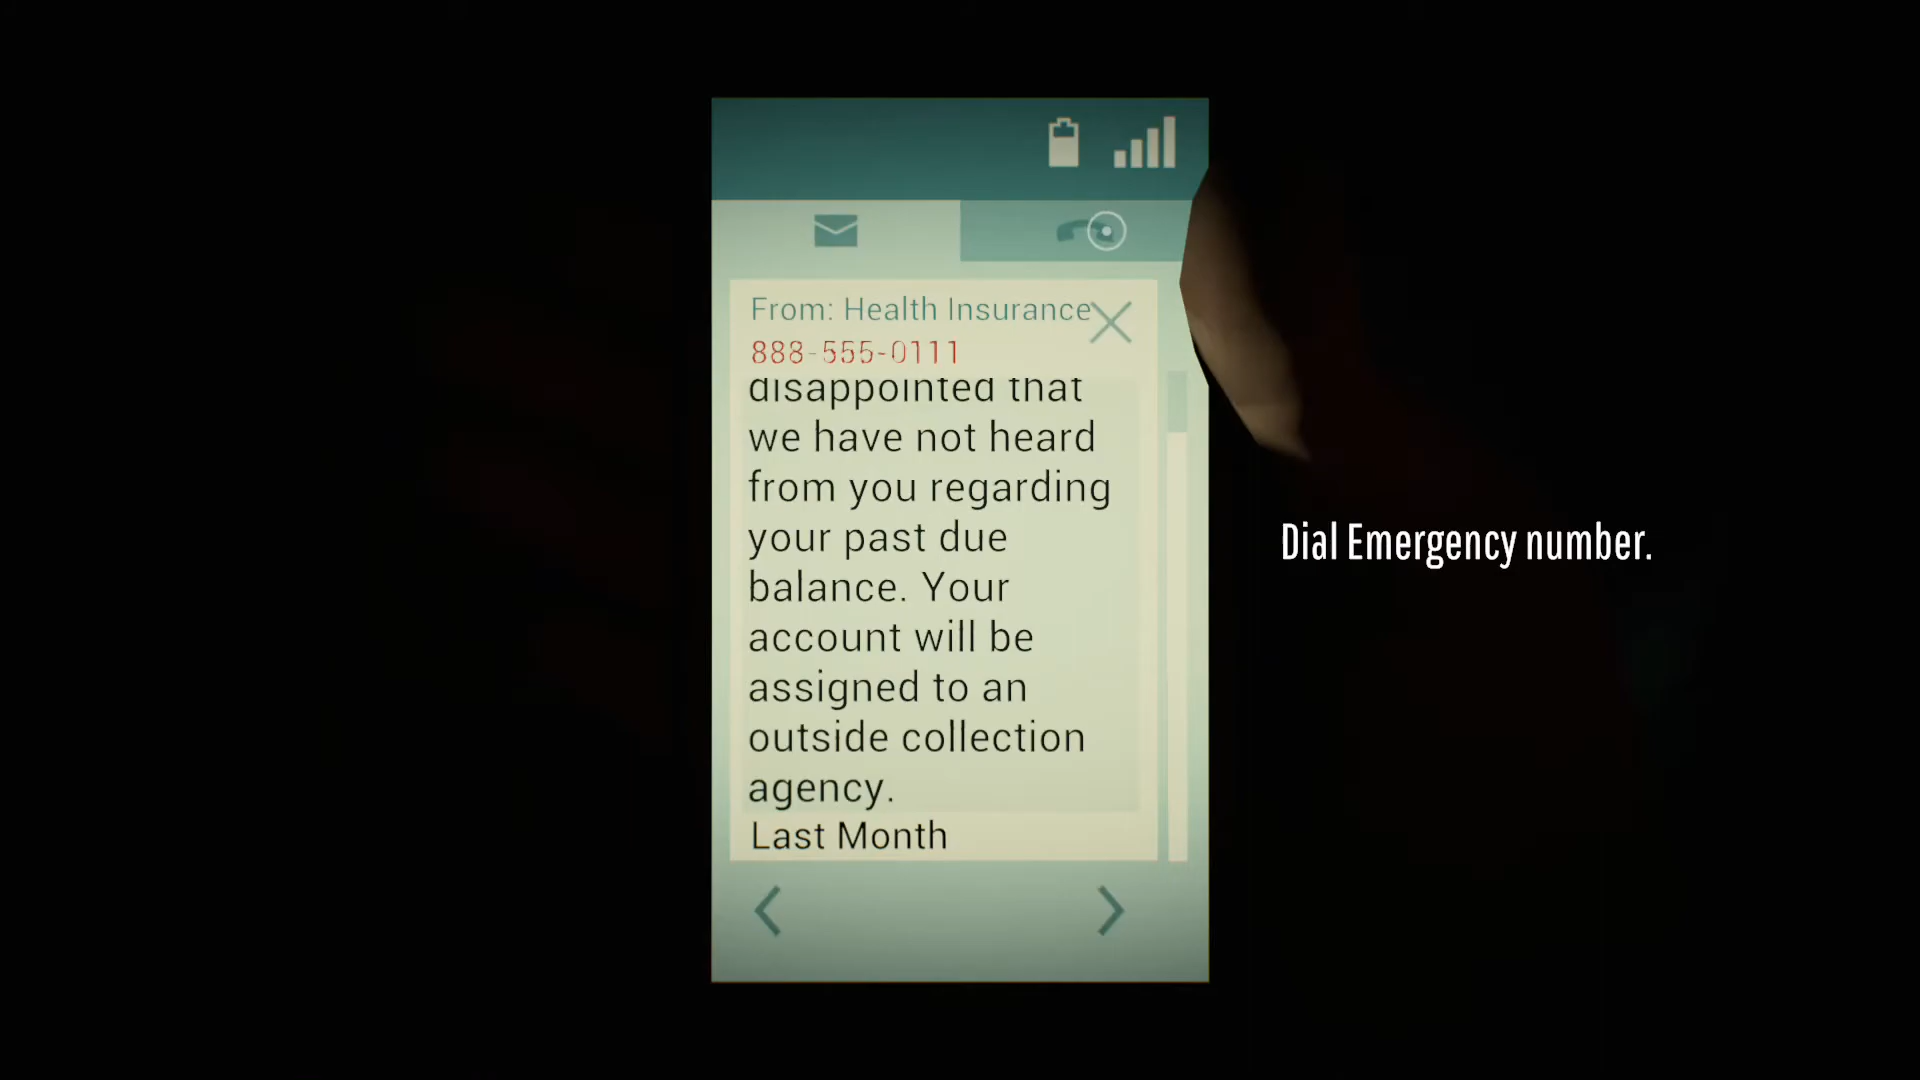 From: Health Insurance
888-555-0111
disappointed that
we have not heard
from you regarding
your past due
balance. Your
account will be
assigned to an
outside collection
agency.
Last Month
Dial Emergency number.